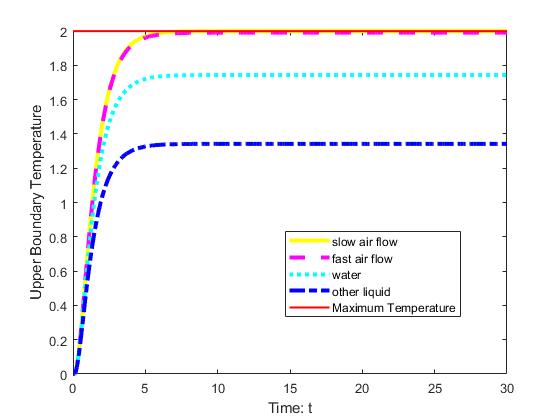 2
1.8
1.6
1.4
1.2
1
0.8
0.6
0.4
0.2
0
Upper Boundary Temperature
slow air flow
fast air flow
water
other liquid
Maximum Temperature
0 5 10 15 20 25 30
Time: t